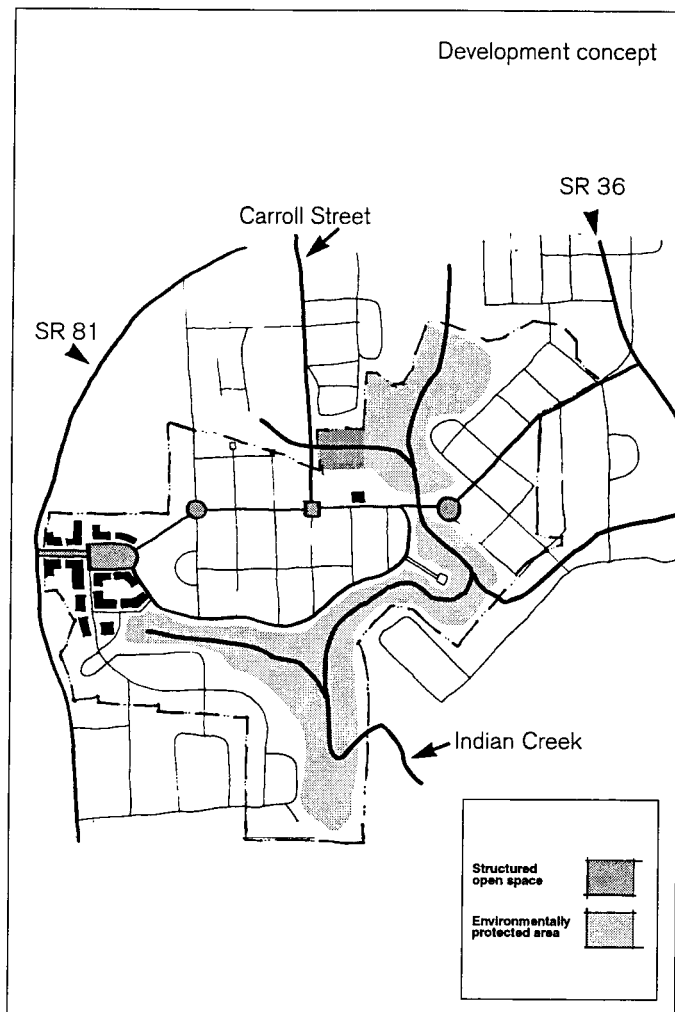 Development concept
SR 36
Carroll Street
SR 81
Indian Creek
Structured
open space
Environmentally
protected area